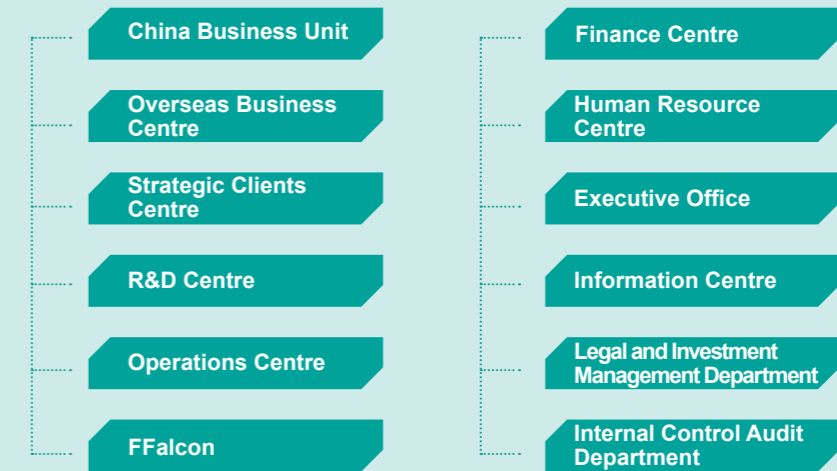 China Business Unit
Overseas Business
Centre
Strategic Clients
Centre
R&D Centre
Operations Centre
FFalcon
Finance Centre
Human Resource
Centre
Executive Office
Information Centre
Legal and Investment
Management Department
Internal Control Audit
Department